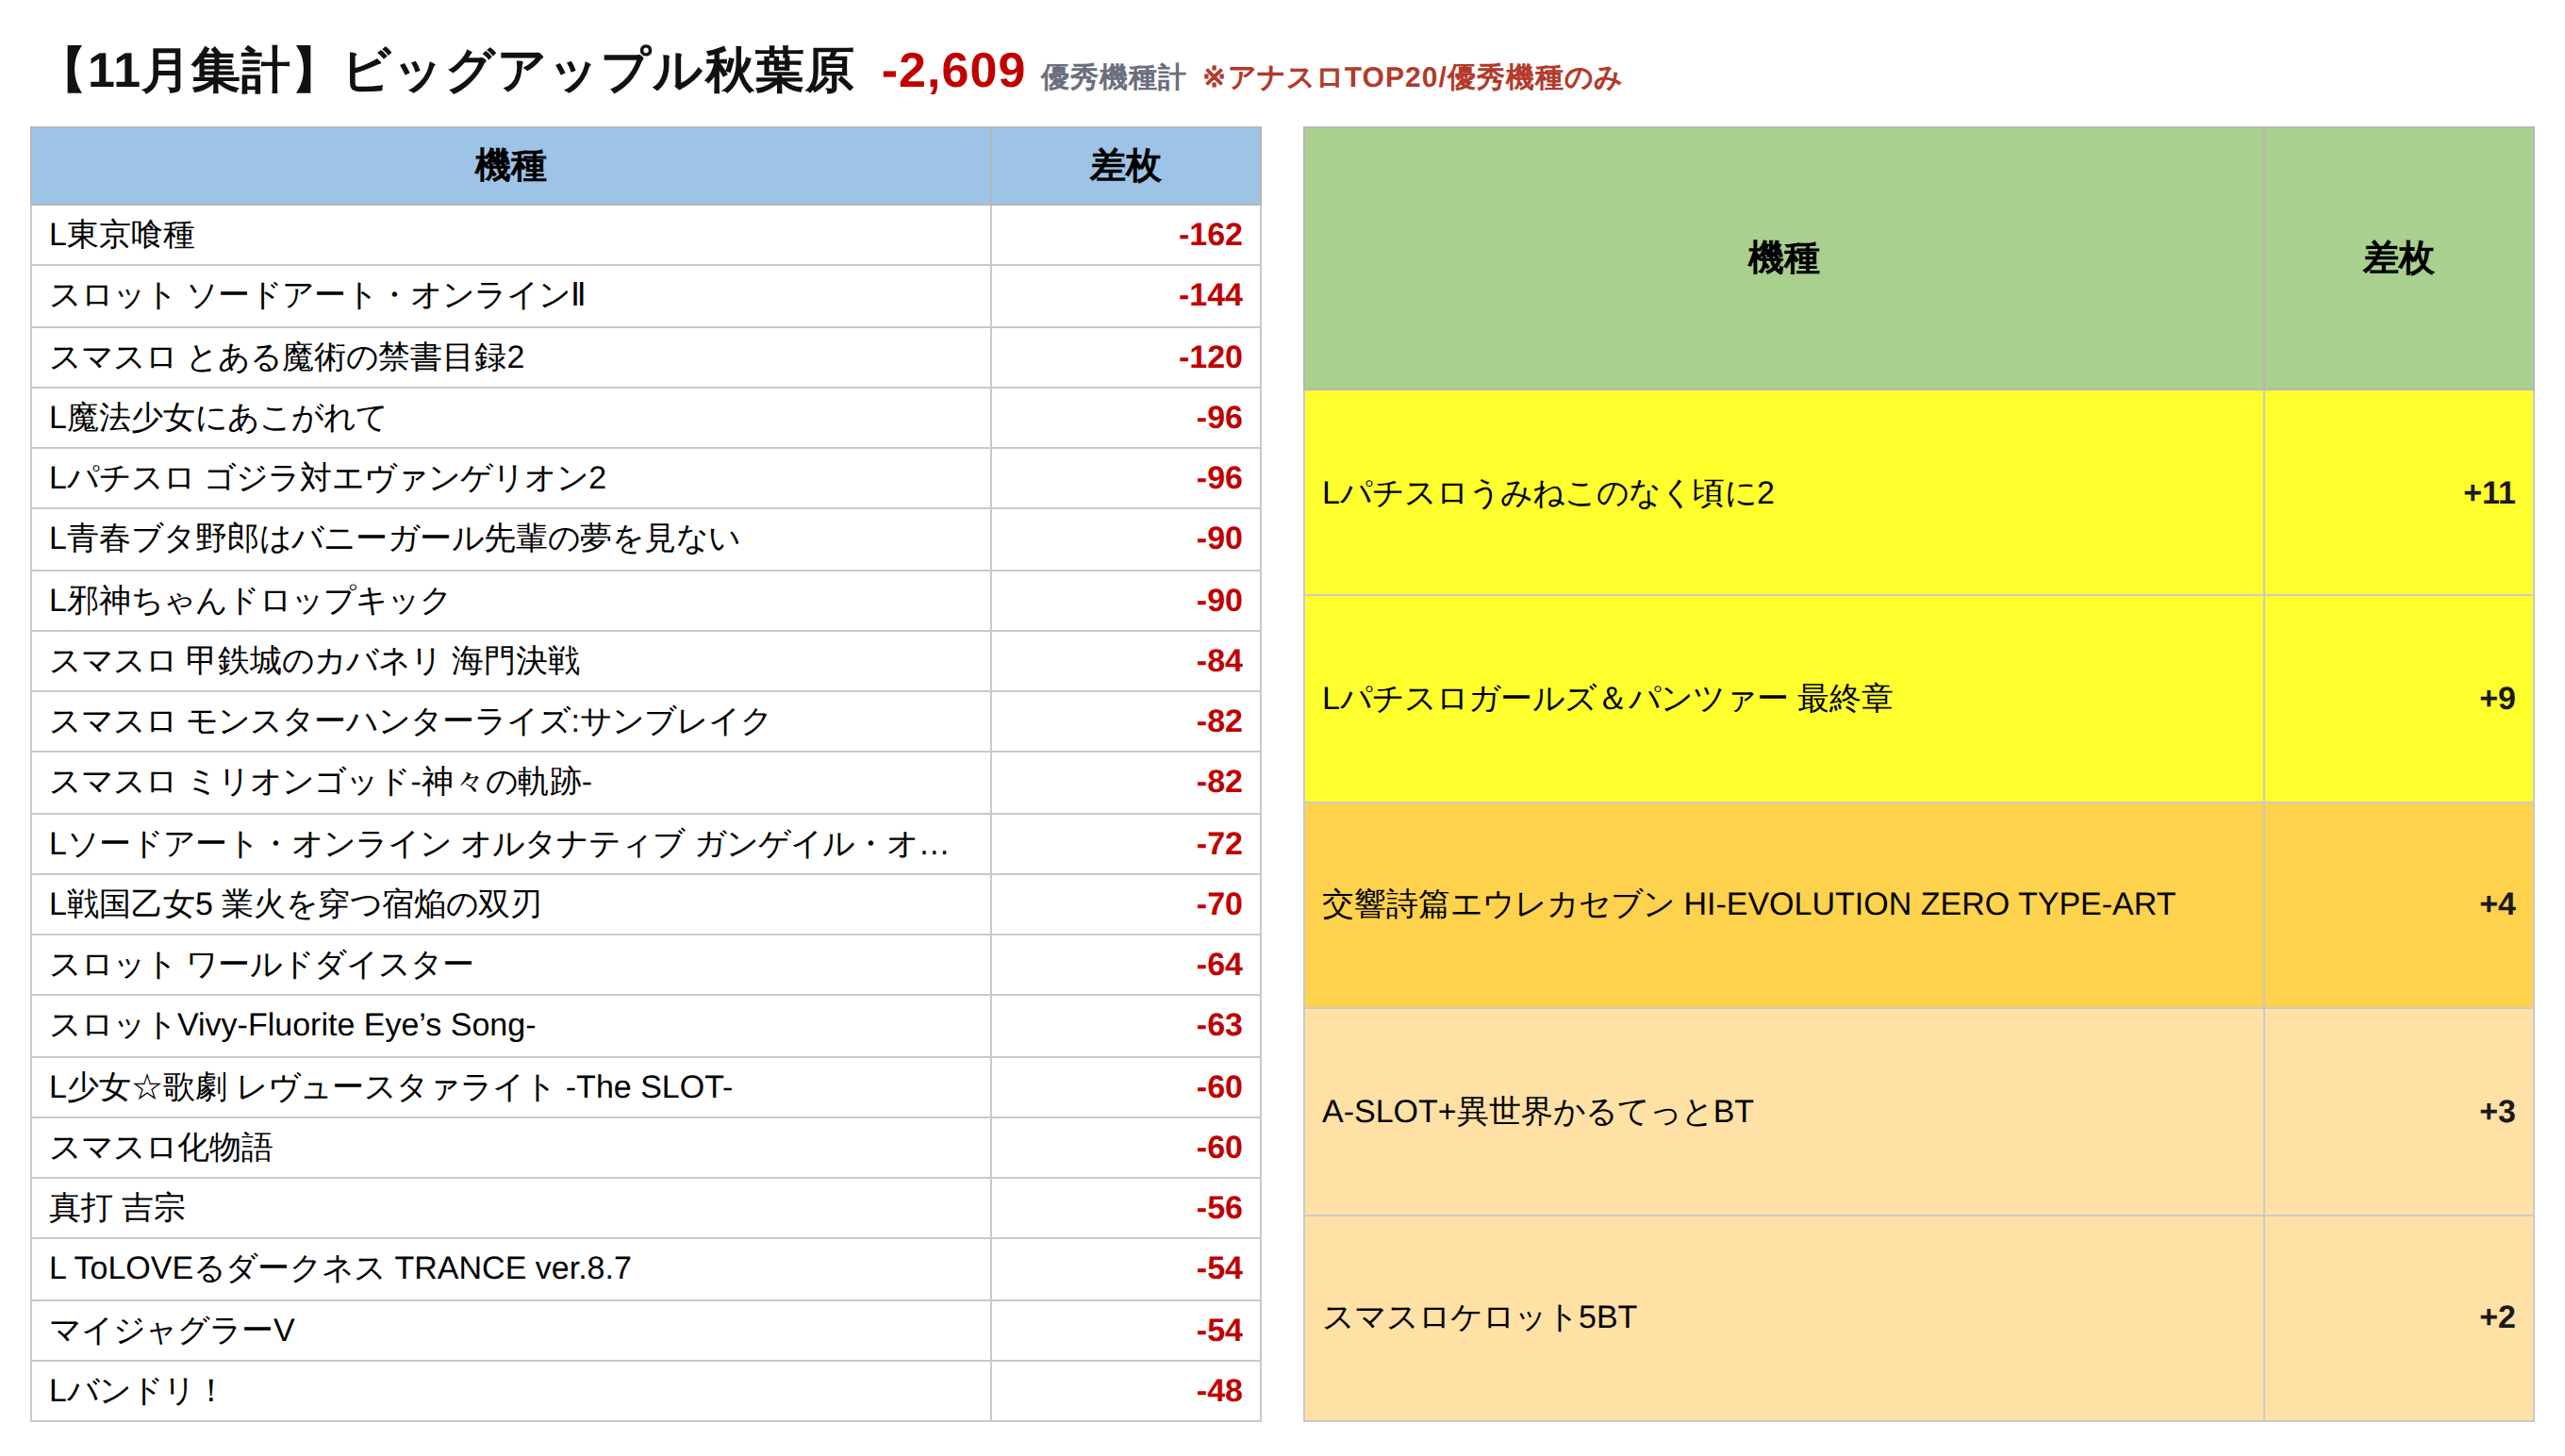 【11月集計】ビッグアップル秋葉原 -2,609 優秀機種計 ※アナスロTOP20/優秀機種のみ
機種 差枚
L東京喰種 -162
スロット ソードアート・オンラインⅡ -144
スマスロ とある魔術の禁書目録2 -120
L魔法少女にあこがれて -96
Lパチスロ ゴジラ対エヴァンゲリオン2 -96
L青春ブタ野郎はバニーガール先輩の夢を見ない -90
L邪神ちゃんドロップキック -90
スマスロ 甲鉄城のカバネリ 海門決戦 -84
スマスロ モンスターハンターライズ:サンブレイク -82
スマスロ ミリオンゴッド-神々の軌跡- -82
Lソードアート・オンライン オルタナティブ ガンゲイル・オ… -72
L戦国乙女5 業火を穿つ宿焔の双刃 -70
スロット ワールドダイスター -64
スロットVivy-Fluorite Eye’s Song- -63
L少女☆歌劇 レヴュースタァライト -The SLOT- -60
スマスロ化物語 -60
真打 吉宗 -56
L ToLOVEるダークネス TRANCE ver.8.7 -54
マイジャグラーV -54
Lバンドリ！ -48
機種 差枚
Lパチスロうみねこのなく頃に2 +11
Lパチスロガールズ＆パンツァー 最終章 +9
交響詩篇エウレカセブン HI-EVOLUTION ZERO TYPE-ART +4
A-SLOT+異世界かるてっとBT +3
スマスロケロット5BT +2